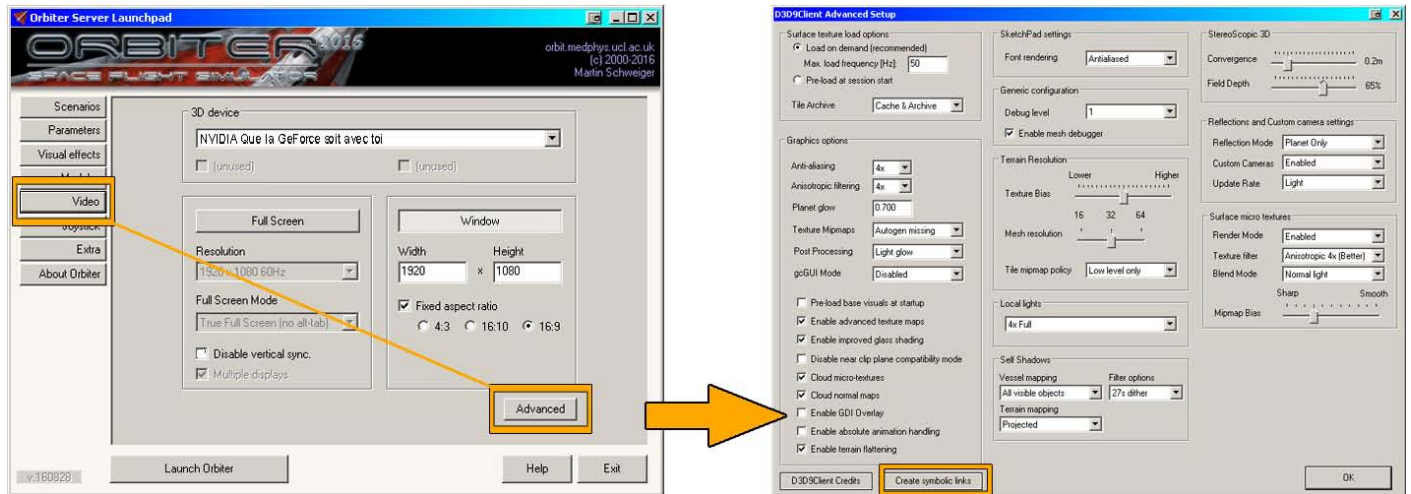 Orbiter Server Launchpad
ORBITER 2016
SPACE FLIGHT SIMULATOR
orbit.medphys.ucl.ac.uk
(c) 2000-2016
Martin Schweiger
Scenarios
Parameters
Visual effects
Video
Joystick
Extra
About Orbiter
3D device
NVIDIA Que la GeForce soit avec toi
(unused) (unused)
Full Screen
Resolution
1920 x 1080 60Hz
Full Screen Mode
True Full Screen (no alt-tab)
Disable vertical sync.
Multiple displays
Window
Width Height
1920 x 1080
Fixed aspect ratio
4:3 16:10 16:9
Advanced
v.160828
Launch Orbiter Help Exit
D3D9Client Advanced Setup
Surface texture load options
Load on demand (recommended)
Max. load frequency [Hz]: 50
Pre-load at session start
Tile Archive Cache & Archive
Graphics options
Anti-aliasing 4x
Anisotropic filtering 4x
Planet glow 0.700
Texture Mipmaps Autogen missing
Post Processing Light glow
gcGUI Mode Disabled
Pre-load base visuals at startup
Enable advanced texture maps
Enable improved glass shading
Disable near clip plane compatibility mode
Cloud micro-textures
Cloud normal maps
Enable GDI Overlay
Enable absolute animation handling
Enable terrain flattening
D3D9Client Credits Create symbolic links
SketchPad settings
Font rendering Antialiased
Generic configuration
Debug level 1
Enable mesh debugger
Terrain Resolution
Lower Higher
Texture Bias
16 32 64
Mesh resolution
Tile mipmap policy Low level only
Local lights
4x Full
Self Shadows
Vessel mapping Filter options
All visible objects 27s dither
Terrain mapping
Projected
StereoScopic 3D
Convergence 0.2m
Field Depth 65%
Reflections and Custom camera settings
Reflection Mode Planet Only
Custom Cameras Enabled
Update Rate Light
Surface micro textures
Render Mode Enabled
Texture filter Anisotropic 4x (Better)
Blend Mode Normal light
Sharp Smooth
Mipmap Bias
OK